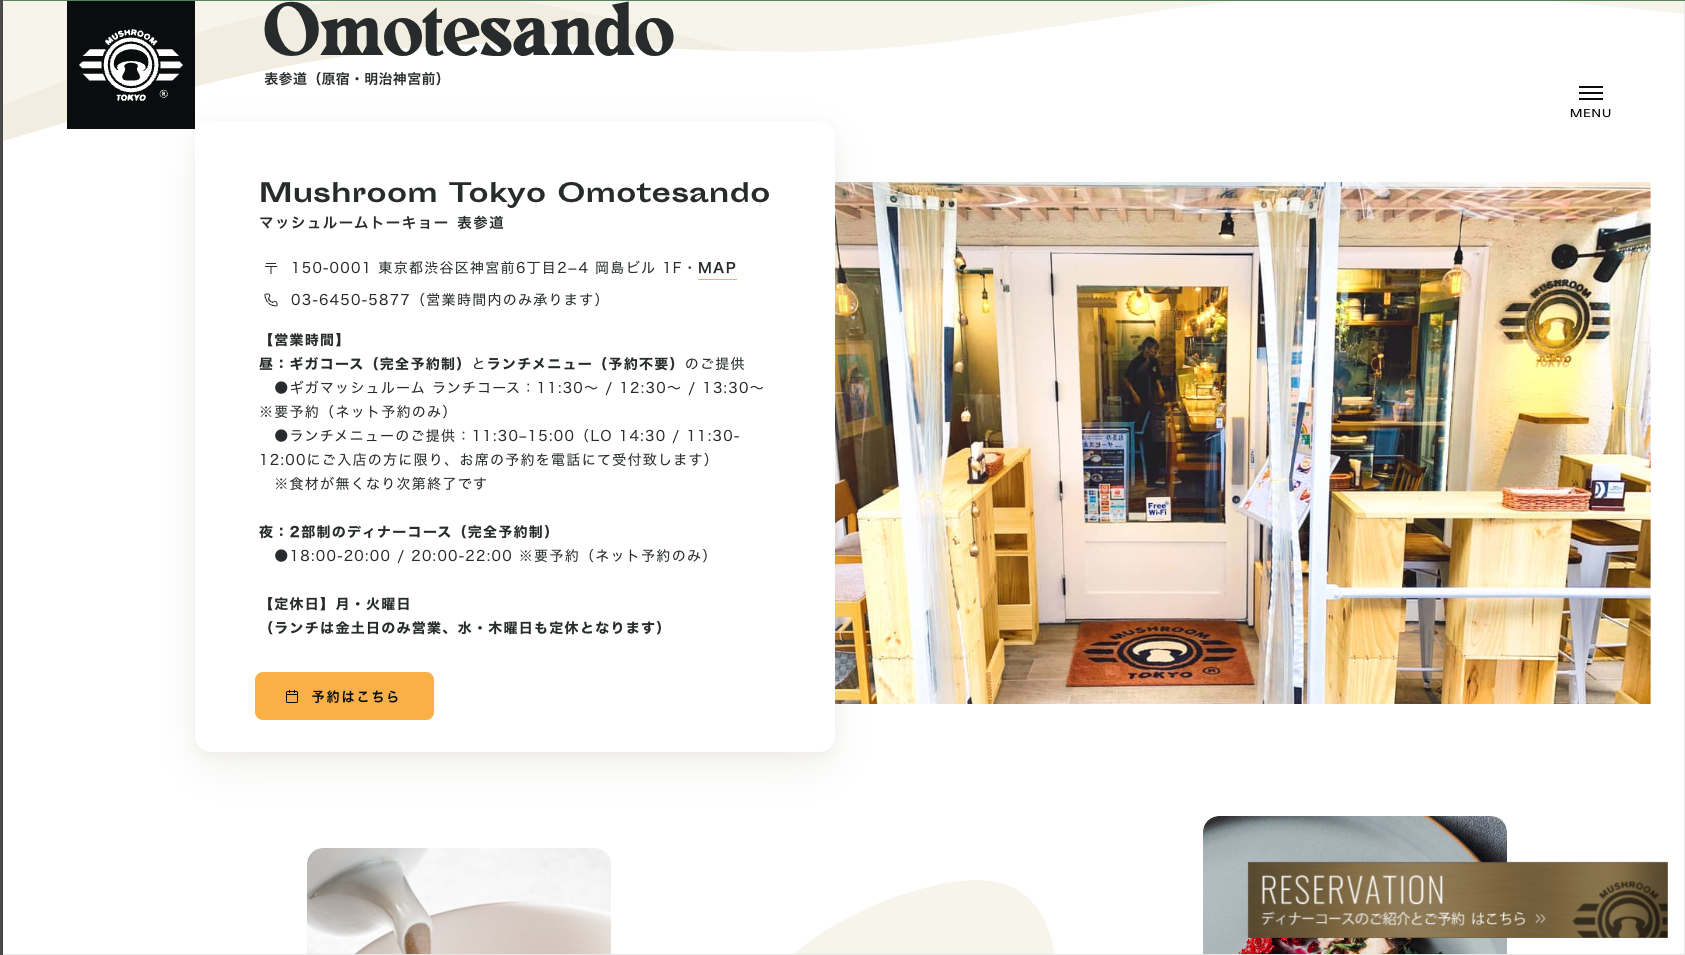 MUSHROOM
TOKYO
®
Omotesando
表参道（原宿・明治神宮前）
MENU
Mushroom Tokyo Omotesando
マッシュルームトーキョー 表参道
〒 150-0001 東京都渋谷区神宮前6丁目2–4 岡島ビル 1F・MAP
03-6450-5877（営業時間内のみ承ります）
【営業時間】
昼：ギガコース（完全予約制）とランチメニュー（予約不要）のご提供
●ギガマッシュルーム ランチコース：11:30〜 / 12:30〜 / 13:30〜
※要予約（ネット予約のみ）
●ランチメニューのご提供：11:30–15:00（LO 14:30 / 11:30-
12:00にご入店の方に限り、お席の予約を電話にて受付致します）
※食材が無くなり次第終了です
夜：2部制のディナーコース（完全予約制）
●18:00-20:00 / 20:00-22:00 ※要予約（ネット予約のみ）
【定休日】月・火曜日
（ランチは金土日のみ営業、水・木曜日も定休となります）
予約はこちら
MUSHROOM
TOKYO
Free
Wi-Fi
MUSHROOM
TOKYO
®
RESERVATION
ディナーコースのご紹介とご予約 はこちら »
MUSHROOM